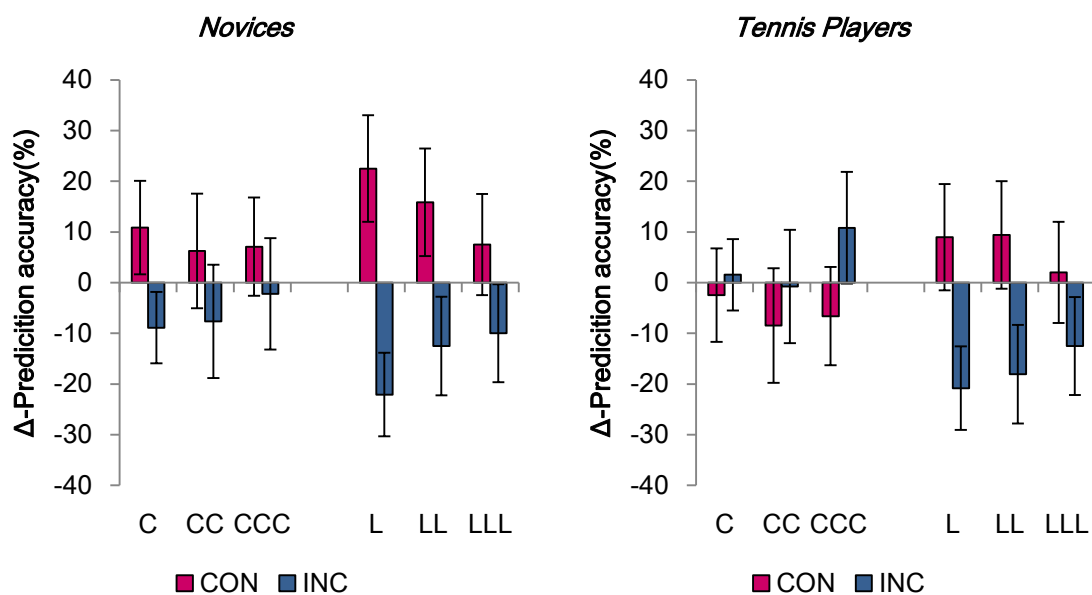 Novices
Δ-Predicition accuracy(%)
40
30
20
10
0
-10
-20
-30
-40
C CC CCC L LL LLL
CON INC
Tennis Players
Δ-Predicition accuracy(%)
40
30
20
10
0
-10
-20
-30
-40
C CC CCC L LL LLL
CON INC